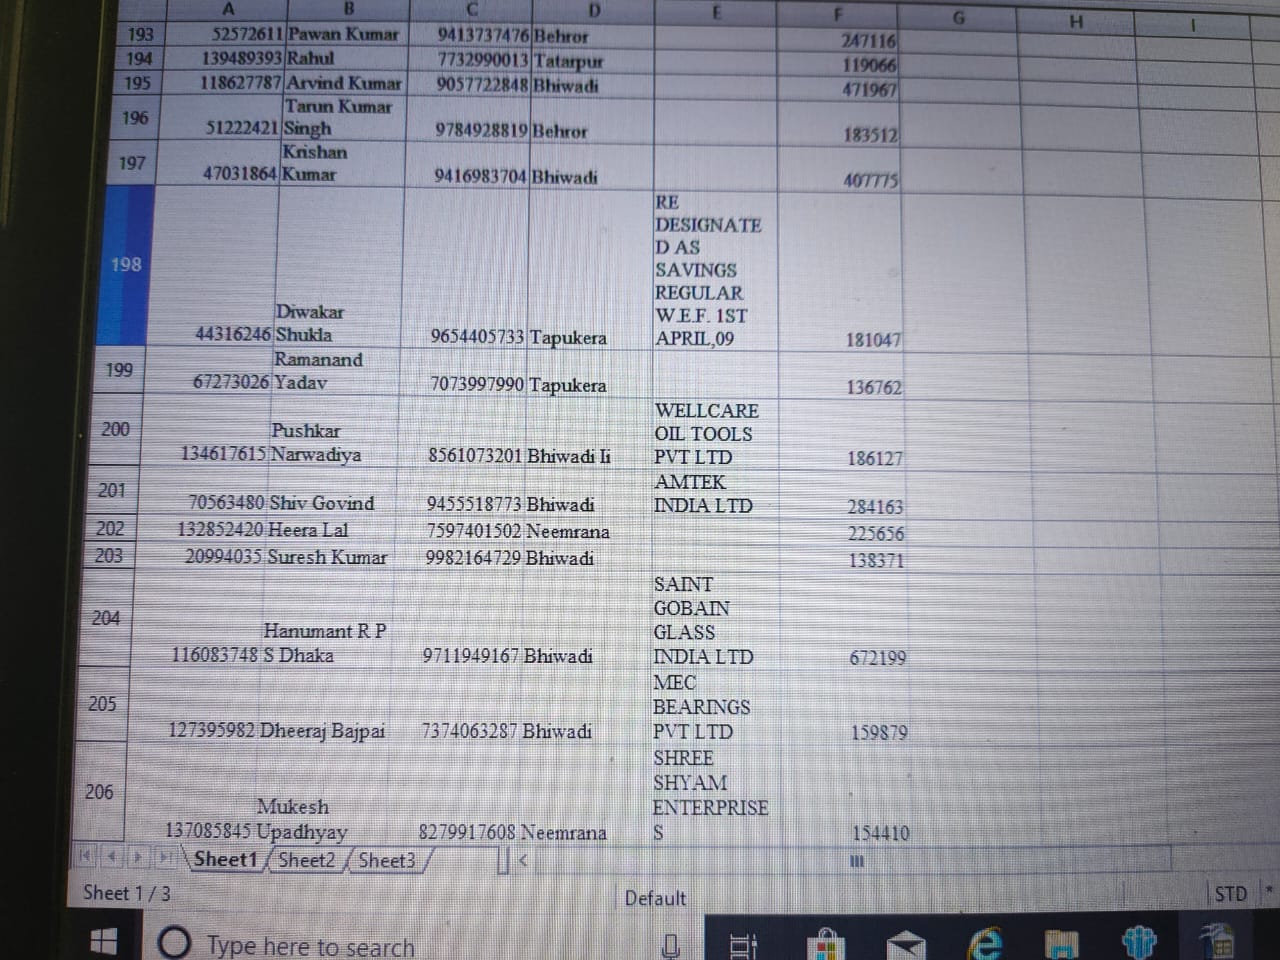 A B C D E F G H I
193 52572611 Pawan Kumar 9413737476 Behror 247116
194 139489393 Rahul 7732990013 Tatarpur 119066
195 118627787 Arvind Kumar 9057722848 Bhiwadi 471967
Tarun Kumar
196 51222421 Singh 9784928819 Behror 183512
Krishan
197 47031864 Kumar 9416983704 Bhiwadi 407775
RE
DESIGNATE
D AS
SAVINGS
REGULAR
Diwakar W.E.F. 1ST
198 44316246 Shukla 9654405733 Tapukera APRIL,09 181047
Ramanand
199 67273026 Yadav 7073997990 Tapukera 136762
WELLCARE
Pushkar OIL TOOLS
200 134617615 Narwadiya 8561073201 Bhiwadi Ii PVT LTD 186127
AMTEK
201 70563480 Shiv Govind 9455518773 Bhiwadi INDIA LTD 284163
202 132852420 Heera Lal 7597401502 Neemrana 225656
203 20994035 Suresh Kumar 9982164729 Bhiwadi 138371
SAINT
GOBAIN
Hanumant R P GLASS
204 116083748 S Dhaka 9711949167 Bhiwadi INDIA LTD 672199
MEC
BEARINGS
205 127395982 Dheeraj Bajpai 7374063287 Bhiwadi PVT LTD 159879
SHREE
SHYAM
Mukesh ENTERPRISE
206 137085845 Upadhyay 8279917608 Neemrana S 154410
Sheet1 Sheet2 Sheet3
Sheet 1 / 3 Default STD *
Type here to search